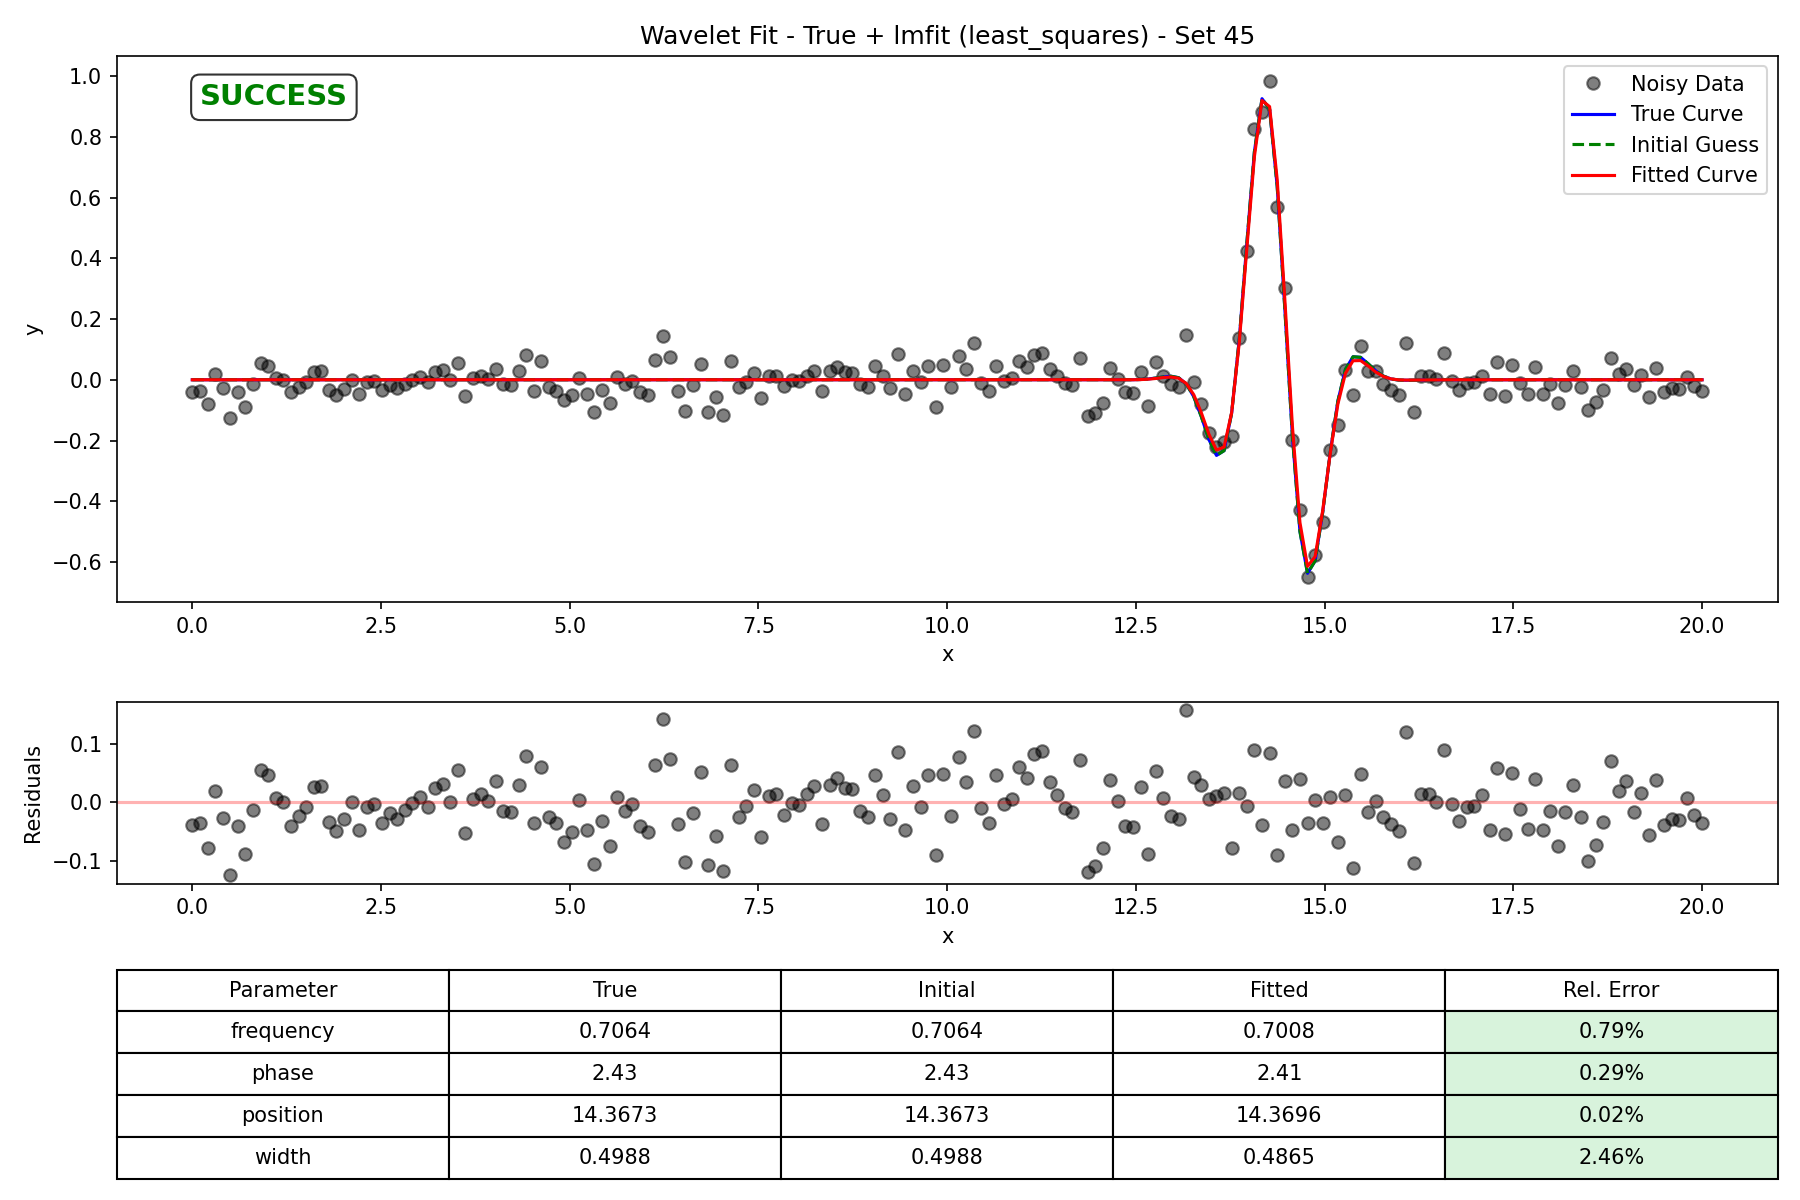 Wavelet Fit - True + lmfit (least_squares) - Set 45
SUCCESS
Noisy Data
True Curve
Initial Guess
Fitted Curve
1.0
0.8
0.6
0.4
0.2
0.0
−0.2
−0.4
−0.6
y
0.0 2.5 5.0 7.5 10.0 12.5 15.0 17.5 20.0
x
0.1
0.0
−0.1
Residuals
0.0 2.5 5.0 7.5 10.0 12.5 15.0 17.5 20.0
x
Parameter True Initial Fitted Rel. Error
frequency 0.7064 0.7064 0.7008 0.79%
phase 2.43 2.43 2.41 0.29%
position 14.3673 14.3673 14.3696 0.02%
width 0.4988 0.4988 0.4865 2.46%